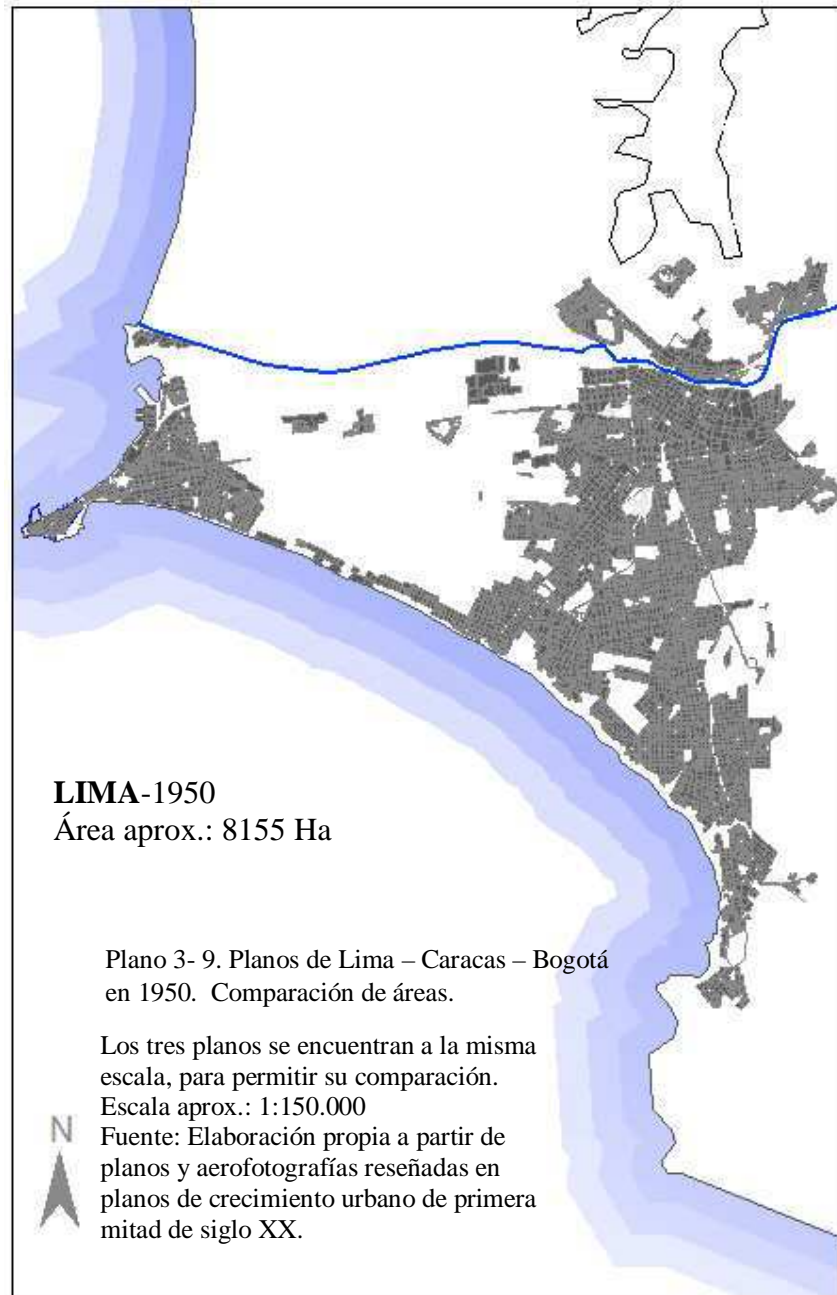 LIMA-1950
Área aprox.: 8155 Ha
Plano 3- 9. Planos de Lima – Caracas – Bogotá
en 1950.  Comparación de áreas.
Los tres planos se encuentran a la misma
escala, para permitir su comparación.
Escala aprox.: 1:150.000
Fuente: Elaboración propia a partir de
planos y aerofotografías reseñadas en
planos de crecimiento urbano de primera
mitad de siglo XX.
N